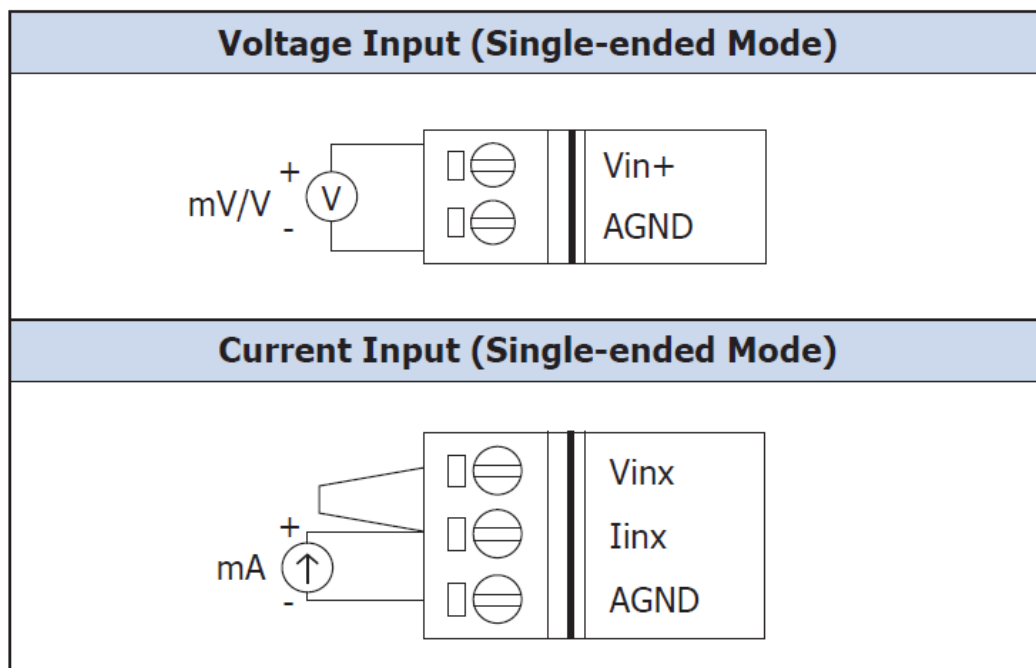 Voltage Input (Single-ended Mode)
+
mV/V
V
-
Vin+
AGND
Current Input (Single-ended Mode)
+
mA
-
Vinx
Iinx
AGND